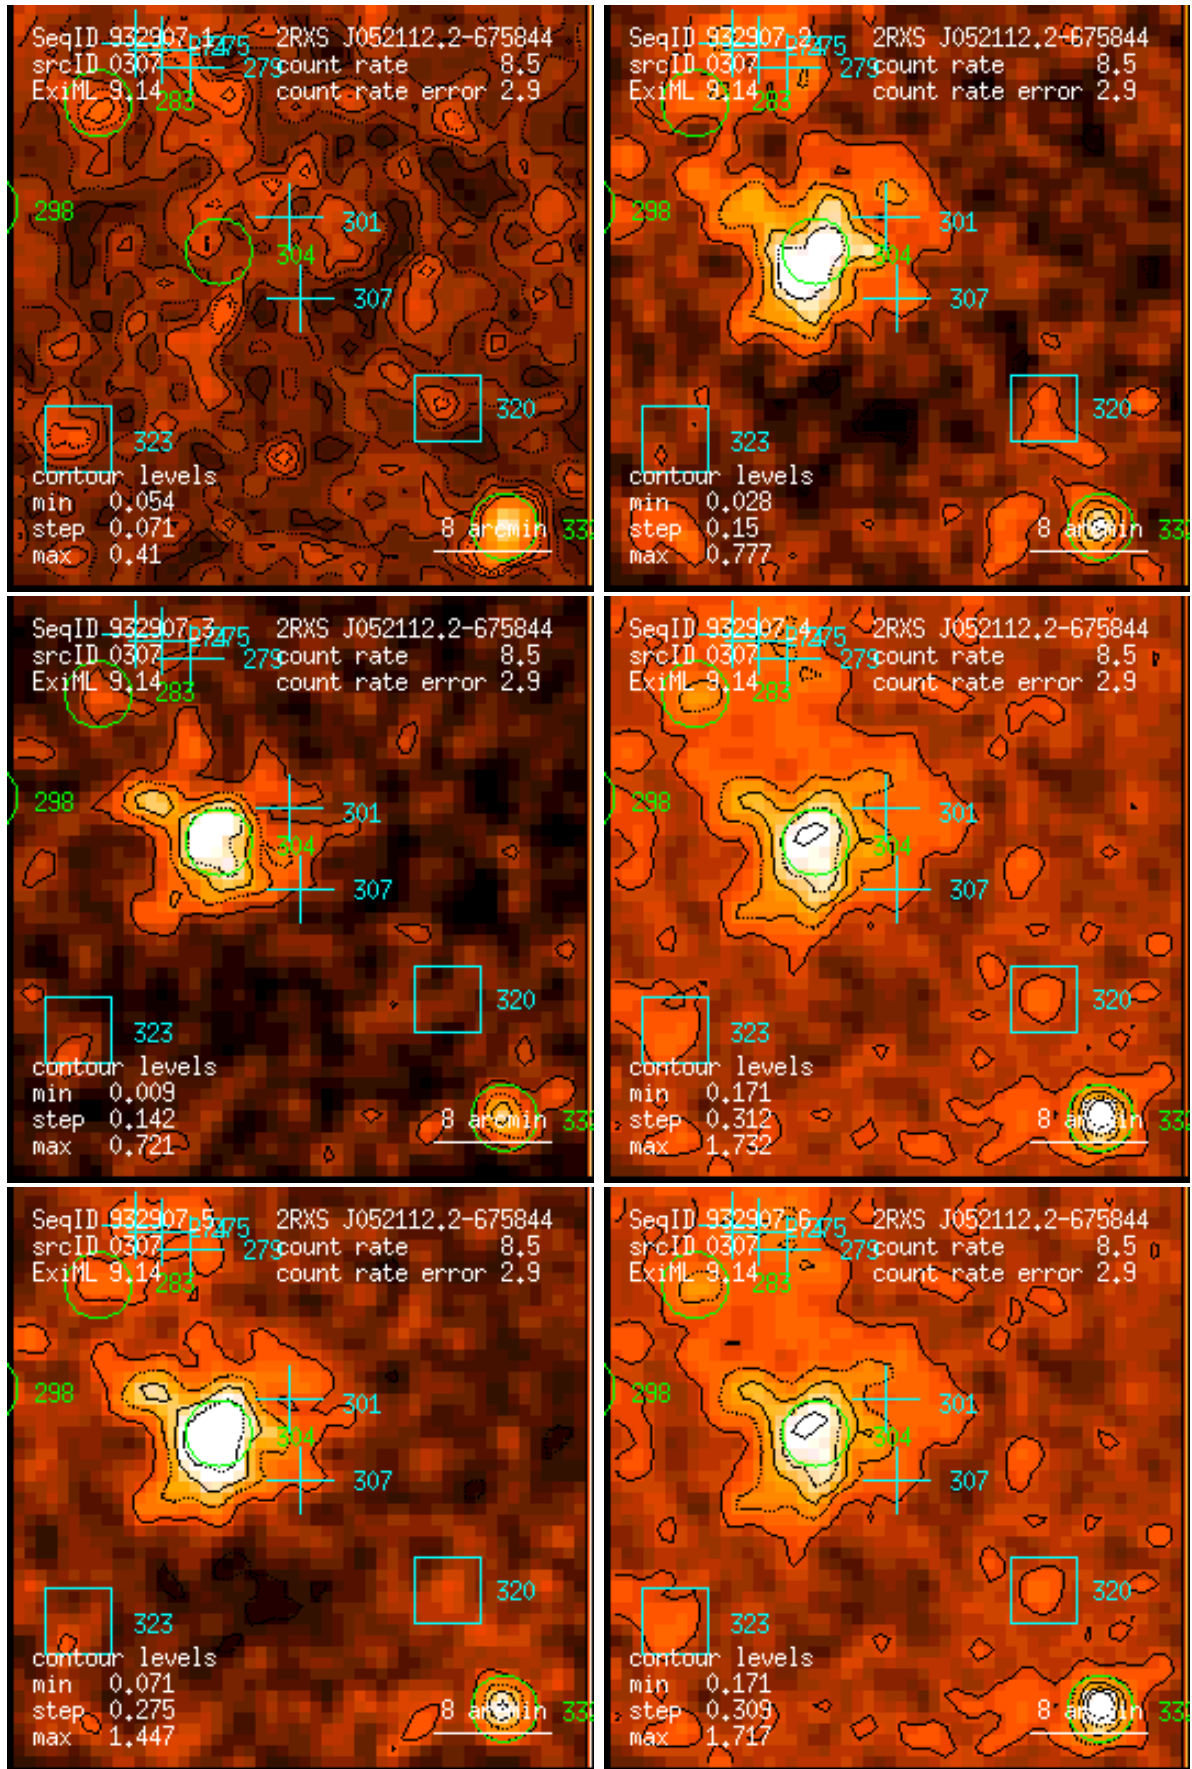 SeqID 932907_1 275 2RXS J052112.2-675844
srcID 0307 279 count rate 8.5
ExiML 9.14 283 count rate error 2.9
298
301
304
307
320
323
contour levels
min 0.054
step 0.071
max 0.41
8 arcmin
SeqID 932907_2 275 2RXS J052112.2-675844
srcID 0307 279 count rate 8.5
ExiML 9.14 283 count rate error 2.9
298
301
304
307
320
323
contour levels
min 0.028
step 0.15
max 0.777
8 arcmin
SeqID 932907_3 275 2RXS J052112.2-675844
srcID 0307 279 count rate 8.5
ExiML 9.14 283 count rate error 2.9
298
301
304
307
320
323
contour levels
min 0.009
step 0.142
max 0.721
8 arcmin
SeqID 932907_4 275 2RXS J052112.2-675844
srcID 0307 279 count rate 8.5
ExiML 9.14 283 count rate error 2.9
298
301
304
307
320
323
contour levels
min 0.171
step 0.312
max 1.732
8 arcmin
SeqID 932907_5 275 2RXS J052112.2-675844
srcID 0307 279 count rate 8.5
ExiML 9.14 283 count rate error 2.9
298
301
304
307
320
323
contour levels
min 0.071
step 0.275
max 1.447
8 arcmin
SeqID 932907_6 275 2RXS J052112.2-675844
srcID 0307 279 count rate 8.5
ExiML 9.14 283 count rate error 2.9
298
301
304
307
320
323
contour levels
min 0.171
step 0.309
max 1.717
8 arcmin